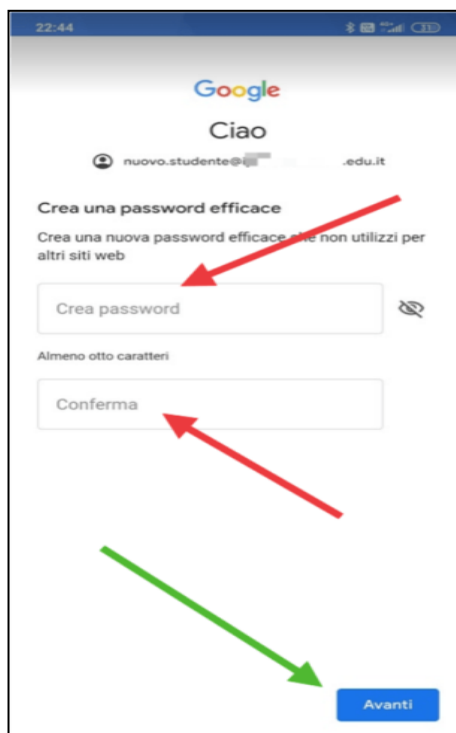 22:44
Google
Ciao
nuovo.studente@ .edu.it
Crea una password efficace
Crea una nuova password efficace che non utilizzi per
altri siti web
Crea password
Almeno otto caratteri
Conferma
Avanti